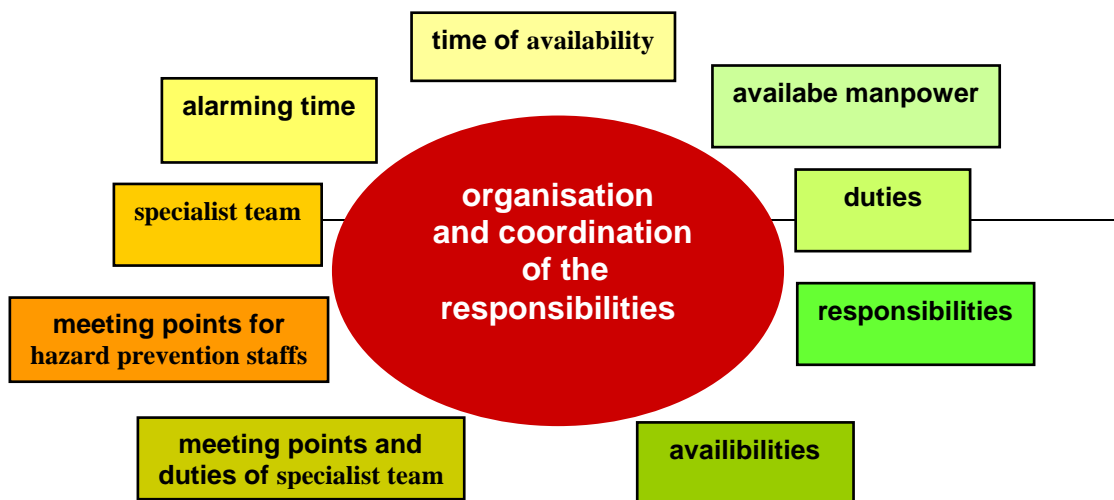 time of availability
alarming time
availabe manpower
specialist team
organisation
and coordination
of the
responsibilities
duties
meeting points for
hazard prevention staffs
responsibilities
meeting points and
duties of specialist team
availibilities